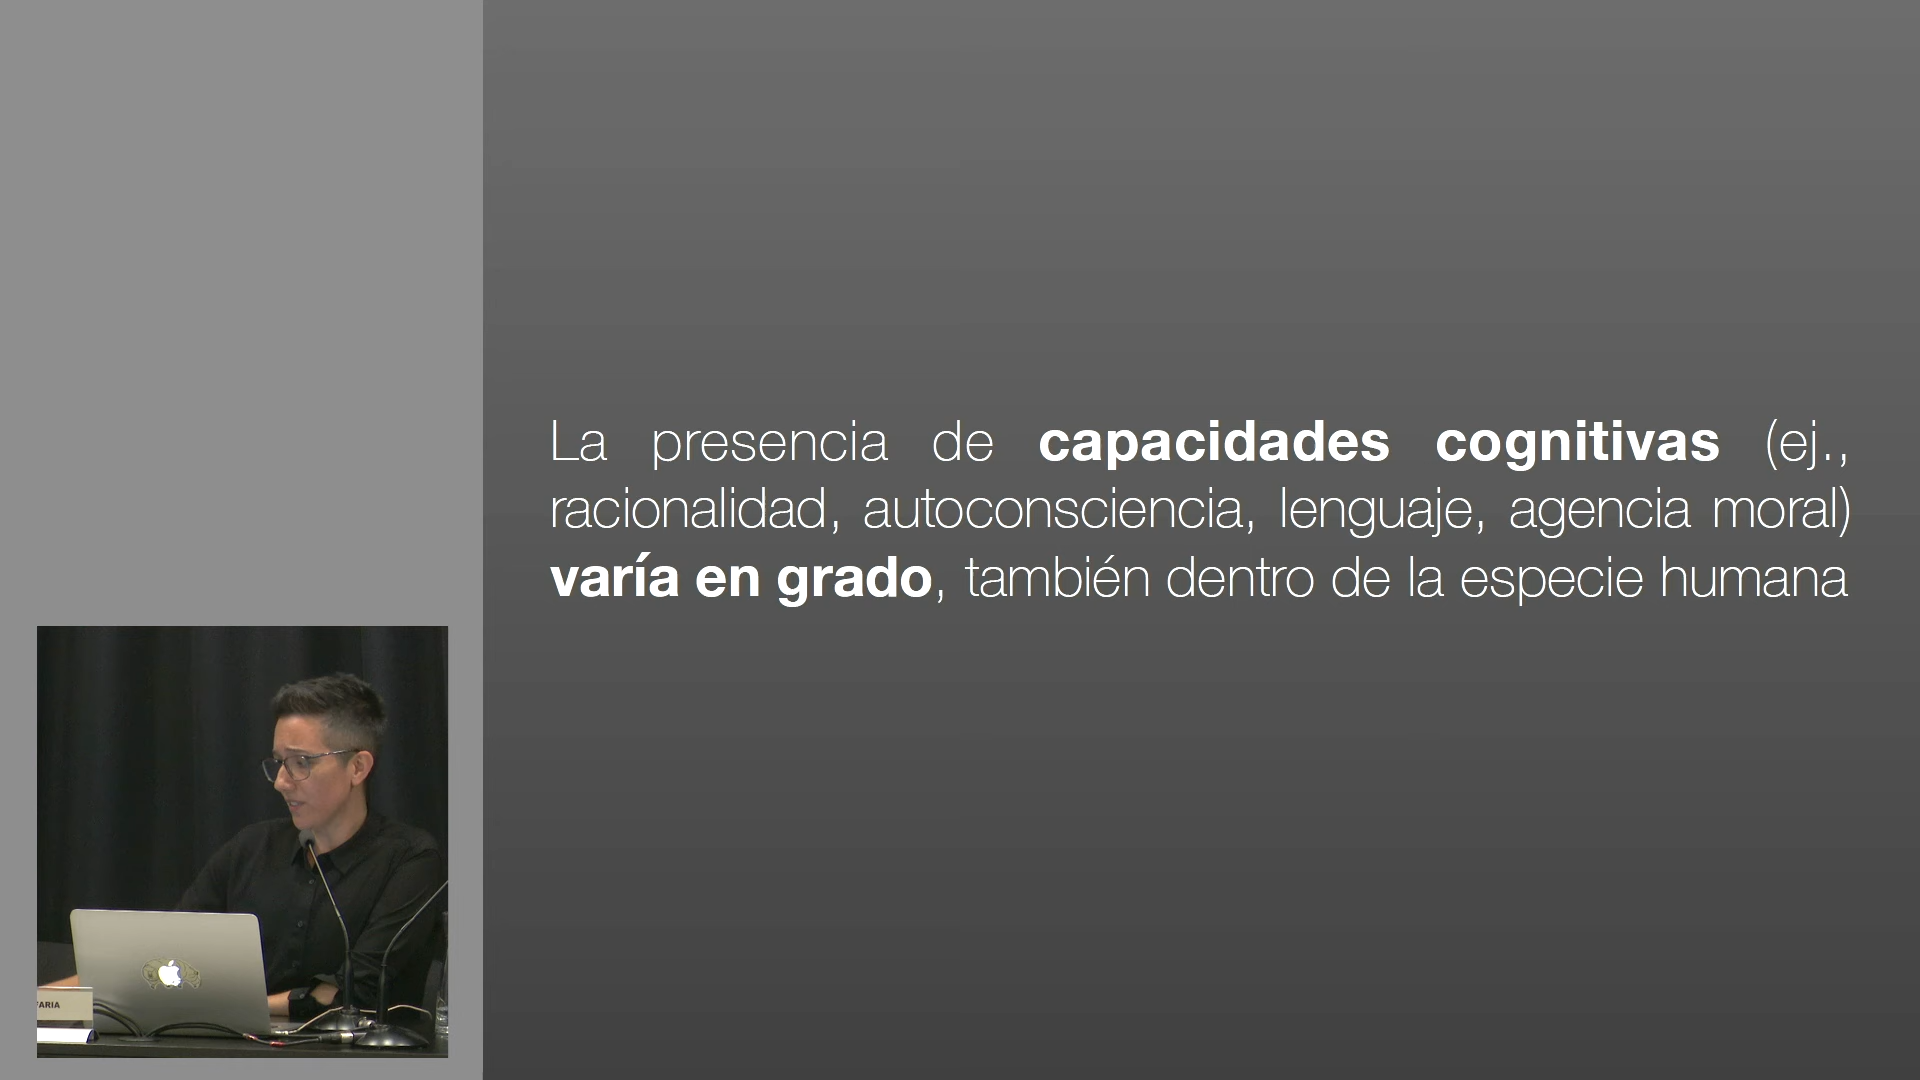 La presencia de capacidades cognitivas (ej.,
racionalidad, autoconsciencia, lenguaje, agencia moral)
varía en grado, también dentro de la especie humana